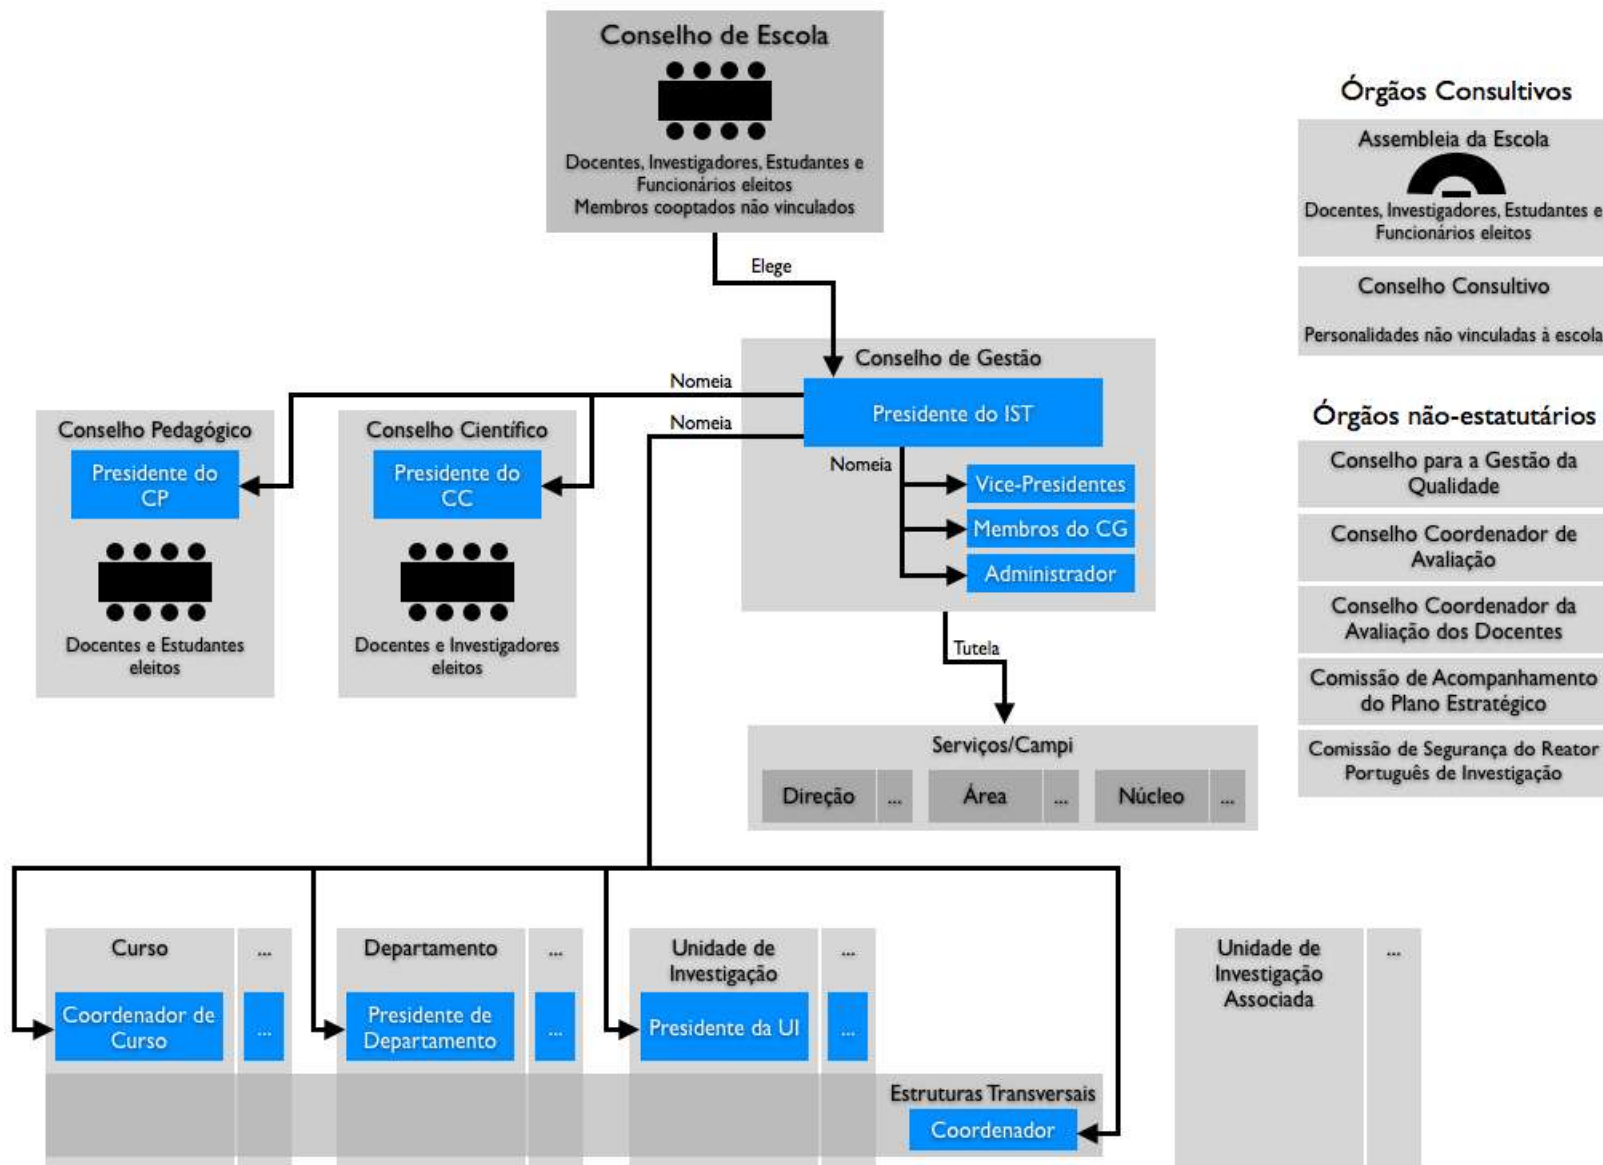 Conselho de Escola
Docentes, Investigadores, Estudantes e
Funcionários eleitos
Membros cooptados não vinculados
Elege
Conselho de Gestão
Presidente do IST
Nomeia
Nomeia
Nomeia
Vice-Presidentes
Membros do CG
Administrador
Conselho Pedagógico
Presidente do
CP
Docentes e Estudantes
eleitos
Conselho Científico
Presidente do
CC
Docentes e Investigadores
eleitos
Tutela
Serviços/Campi
Direção
...
Área
...
Núcleo
...
Curso
...
Coordenador de
Curso
...
Departamento
...
Presidente de
Departamento
...
Unidade de
Investigação
...
Presidente da UI
...
Estruturas Transversais
Coordenador
Unidade de
Investigação
Associada
...
Órgãos Consultivos
Assembleia da Escola
Docentes, Investigadores, Estudantes e
Funcionários eleitos
Conselho Consultivo
Personalidades não vinculadas à escola
Órgãos não-estatutários
Conselho para a Gestão da
Qualidade
Conselho Coordenador de
Avaliação
Conselho Coordenador da
Avaliação dos Docentes
Comissão de Acompanhamento
do Plano Estratégico
Comissão de Segurança do Reator
Português de Investigação